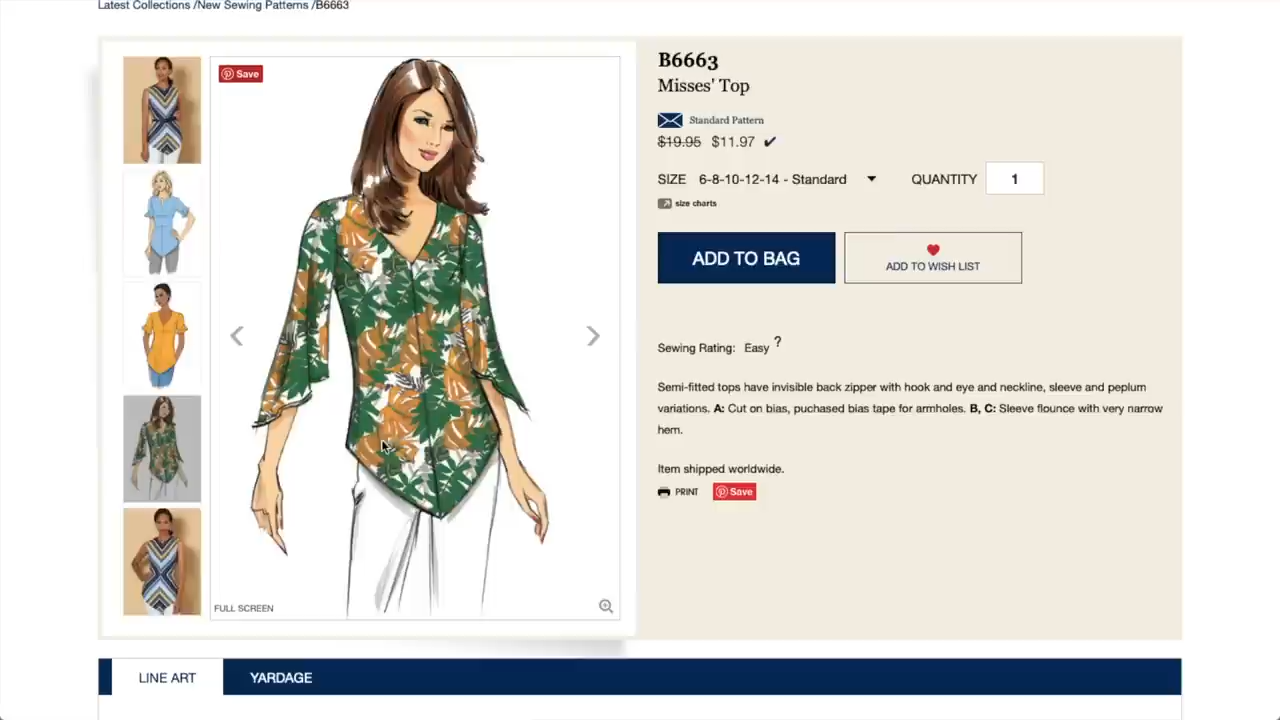 Latest Collections /New Sewing Patterns /B6663
Save
FULL SCREEN
B6663
Misses' Top
Standard Pattern
$19.95 $11.97 ✔
SIZE 6-8-10-12-14 - Standard QUANTITY 1
size charts
ADD TO BAG
ADD TO WISH LIST
Sewing Rating: Easy ?
Semi-fitted tops have invisible back zipper with hook and eye and neckline, sleeve and peplum
variations. A: Cut on bias, puchased bias tape for armholes. B, C: Sleeve flounce with very narrow
hem.
Item shipped worldwide.
PRINT Save
LINE ART YARDAGE